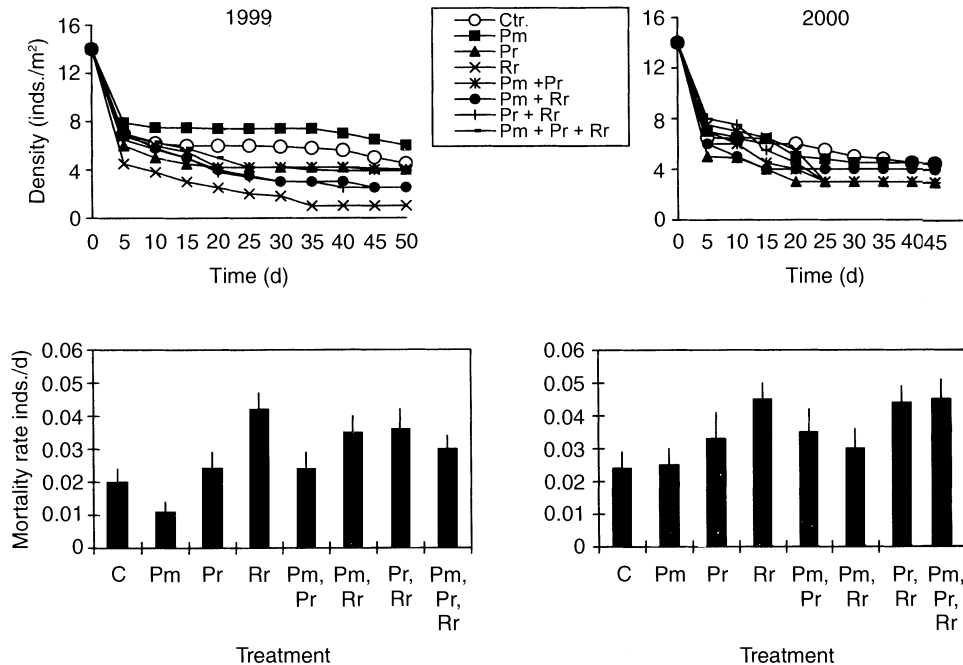 1999
Density (inds./m²)
16
12
8
4
0
0 5 10 15 20 25 30 35 40 45 50
Time (d)
Ctr.
Pm
Pr
Rr
Pm +Pr
Pm + Rr
Pr + Rr
Pm + Pr + Rr
2000
16
12
8
4
0
0 5 10 15 20 25 30 35 40 45
Time (d)
Mortality rate inds./d)
0.06
0.05
0.04
0.03
0.02
0.01
0
C Pm Pr Rr Pm, Pm, Pr, Pm,
Pr Rr Rr Pr,
Rr
Treatment
0.06
0.05
0.04
0.03
0.02
0.01
0
C Pm Pr Rr Pm, Pm, Pr, Pm,
Pr Rr Rr Pr,
Rr
Treatment